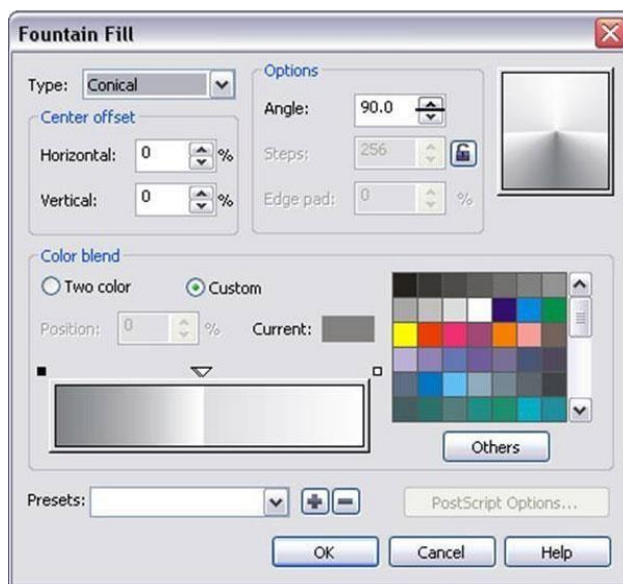 Fountain Fill
Type: Conical
Center offset
Horizontal: 0 %
Vertical: 0 %
Options
Angle: 90.0
Steps: 256
Edge pad: 0 %
Color blend
Two color Custom
Position: 0 % Current:
Others
Presets: PostScript Options...
OK Cancel Help